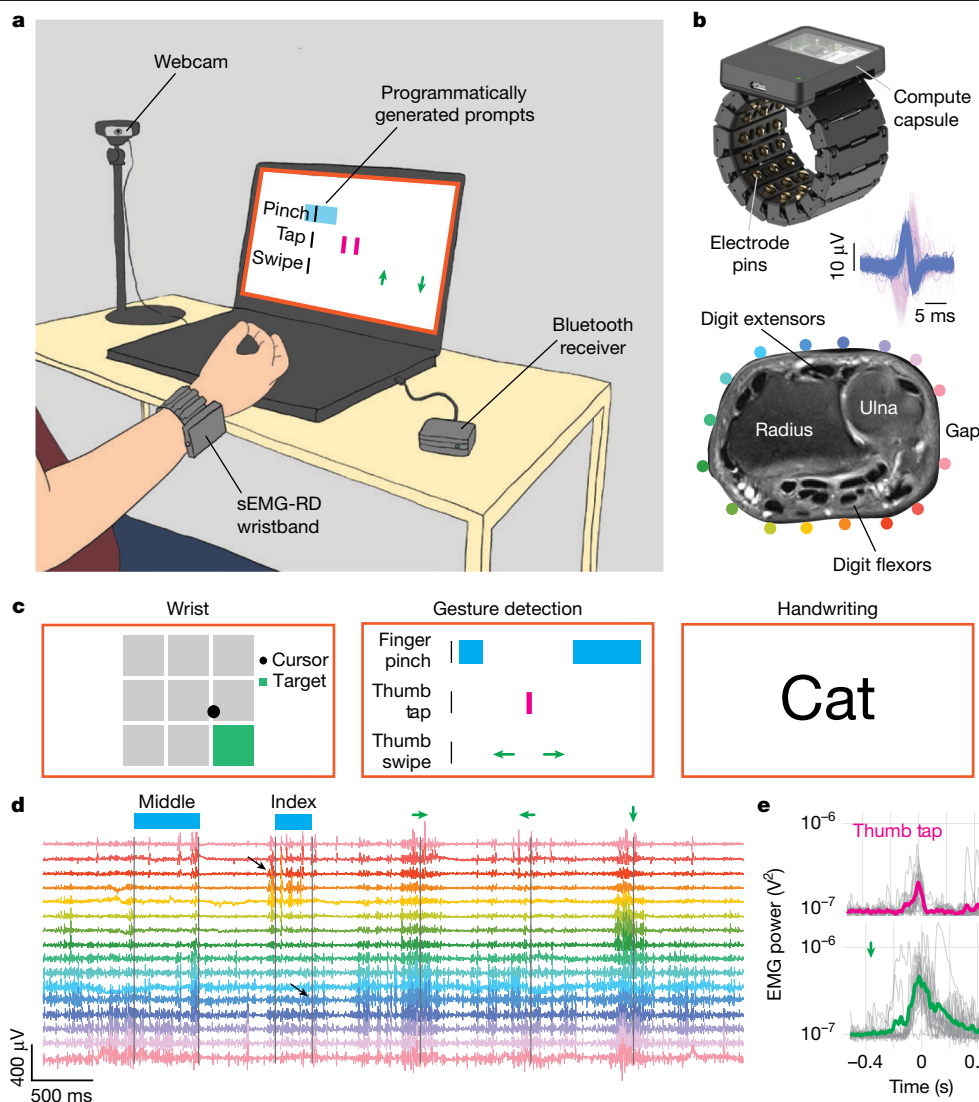 a
Webcam
Programmatically
generated prompts
Pinch
Tap
Swipe
Bluetooth
receiver
sEMG-RD
wristband
b
Compute
capsule
Electrode
pins
10 µV
5 ms
Digit extensors
Ulna
Radius
Gap
Digit flexors
c
Wrist
Cursor
Target
Gesture detection
Finger
pinch
Thumb
tap
Thumb
swipe
Handwriting
Cat
d
Middle
Index
400 µV
500 ms
e
10⁻⁶
Thumb tap
10⁻⁷
10⁻⁶
10⁻⁷
EMG power (V²)
–0.4
0
0.
Time (s)